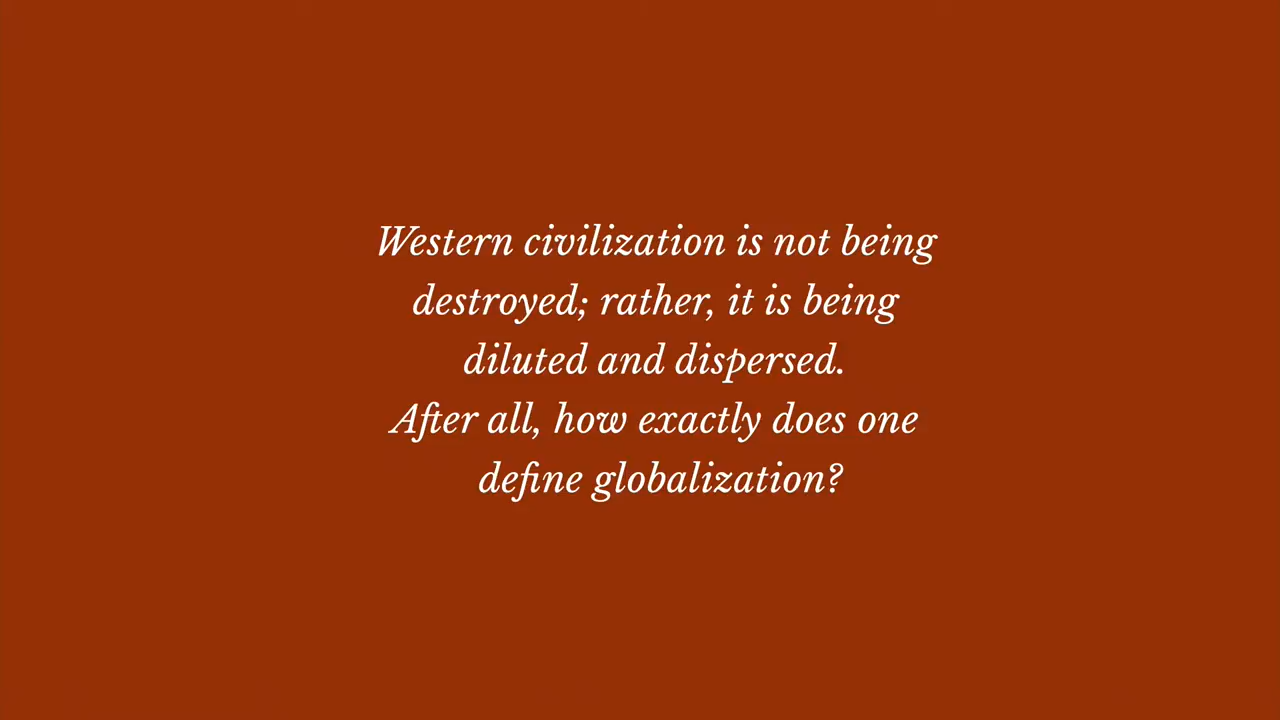 Western civilization is not being
destroyed; rather, it is being
diluted and dispersed.
After all, how exactly does one
define globalization?